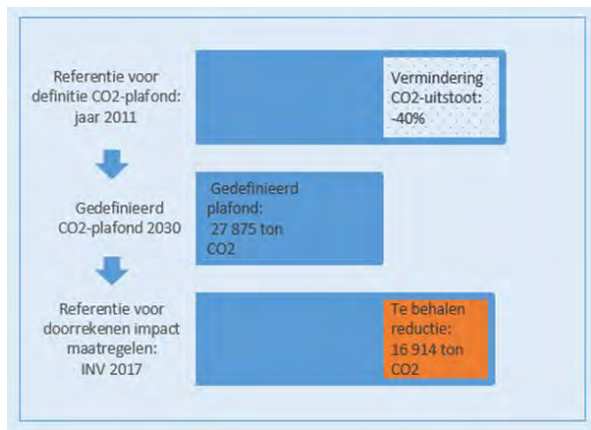 Referentie voor
definitie CO2-plafond:
jaar 2011
Vermindering
CO2-uitstoot:
-40%
Gedefinieerd
CO2-plafond 2030
Gedefinieerd
plafond:
27 875 ton
CO2
Referentie voor
doorrekenen impact
maatregelen:
INV 2017
Te behalen
reductie:
16 914 ton
CO2